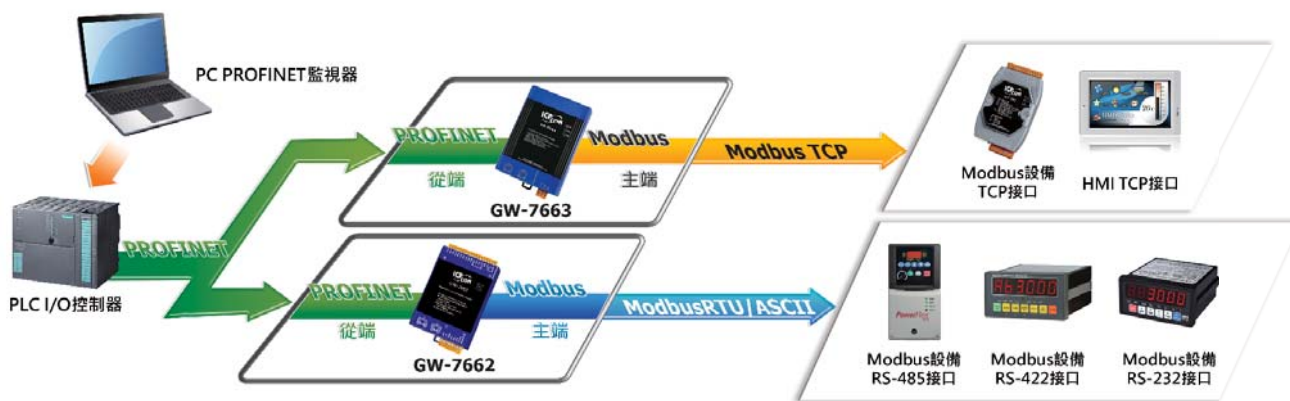 PC PROFINET監視器
PLC I/O控制器
PROFINET
PROFINET
從端
Modbus
主端
GW-7663
Modbus TCP
Modbus設備
TCP接口
HMI TCP接口
PROFINET
從端
Modbus
主端
GW-7662
ModbusRTU/ASCII
PowerFlex
Modbus設備
RS-485接口
Modbus設備
RS-422接口
Modbus設備
RS-232接口